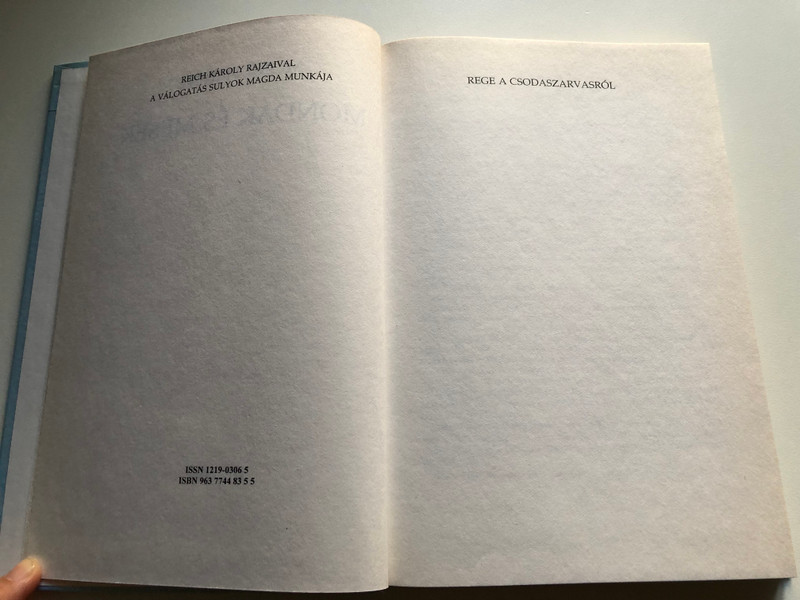 REICH KÁROLY RAJZAIVAL
A VÁLOGATÁS SULYOK MAGDA MUNKÁJA
ISSN 1219-0306 5
ISBN 963 7744 83 5 5
REGE A CSODASZARVASRÓL